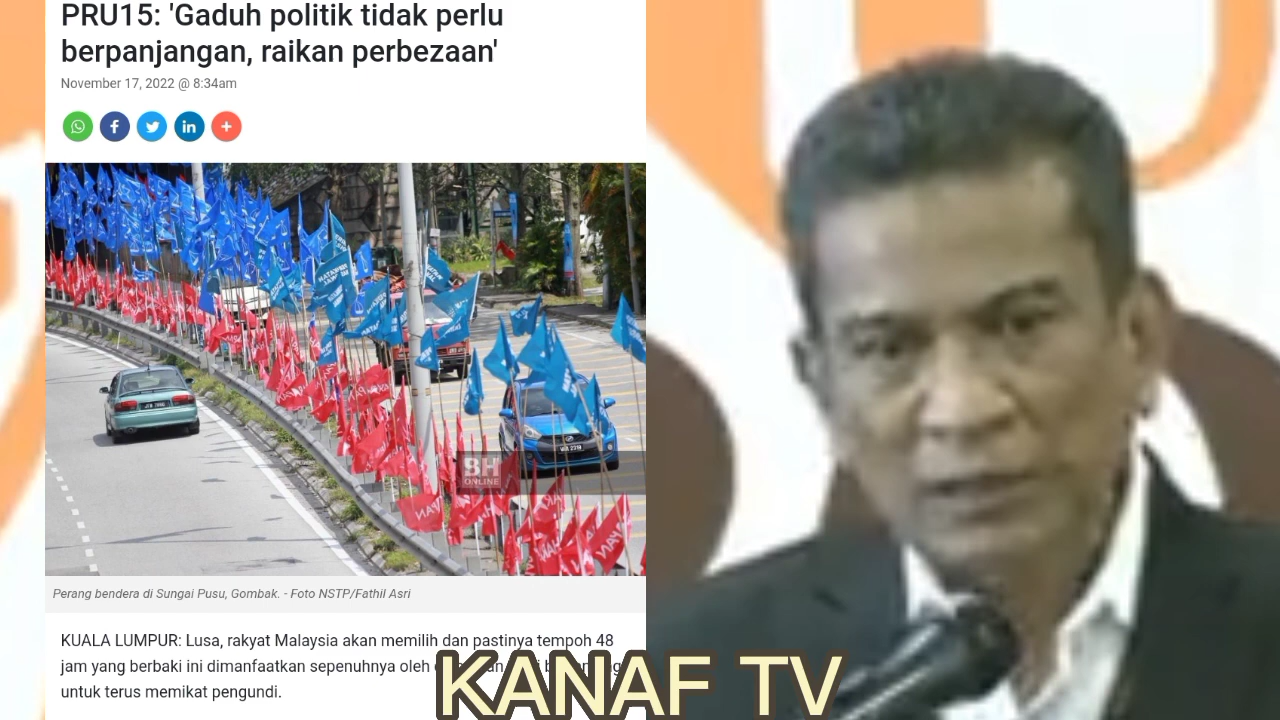 PRU15: 'Gaduh politik tidak perlu
berpanjangan, raikan perbezaan'
November 17, 2022 @ 8:34am
BH
ONLINE
Perang bendera di Sungai Pusu, Gombak. - Foto NSTP/Fathil Asri
KUALA LUMPUR: Lusa, rakyat Malaysia akan memilih dan pastinya tempoh 48
jam yang berbaki ini dimanfaatkan sepenuhnya oleh
untuk terus memikat pengundi.
KANAF TV